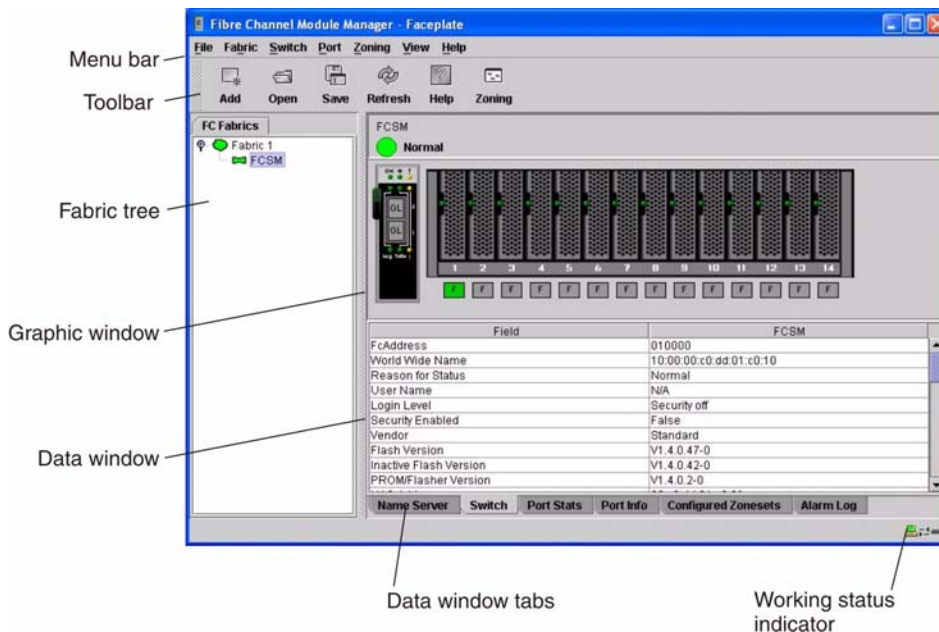 Fibre Channel Module Manager - Faceplate
File Fabric Switch Port Zoning View Help
Menu bar
Add Open Save Refresh Help Zoning
Toolbar
FC Fabrics
Fabric 1
FCSM
Fabric tree
FCSM
Normal
OK
GL
GL
1 2 3 4 5 6 7 8 9 10 11 12 13 14
F F F F F F F F F F F F F F
Graphic window
Field FCSM
FcAddress 010000
World Wide Name 10:00:00:c0:dd:01:c0:10
Reason for Status Normal
User Name N/A
Login Level Security off
Security Enabled False
Vendor Standard
Flash Version V1.4.0.47-0
Inactive Flash Version V1.4.0.42-0
PROM/Flasher Version V1.4.0.2-0
Data window
Name Server Switch Port Stats Port Info Configured Zonesets Alarm Log
Data window tabs
Working status
indicator